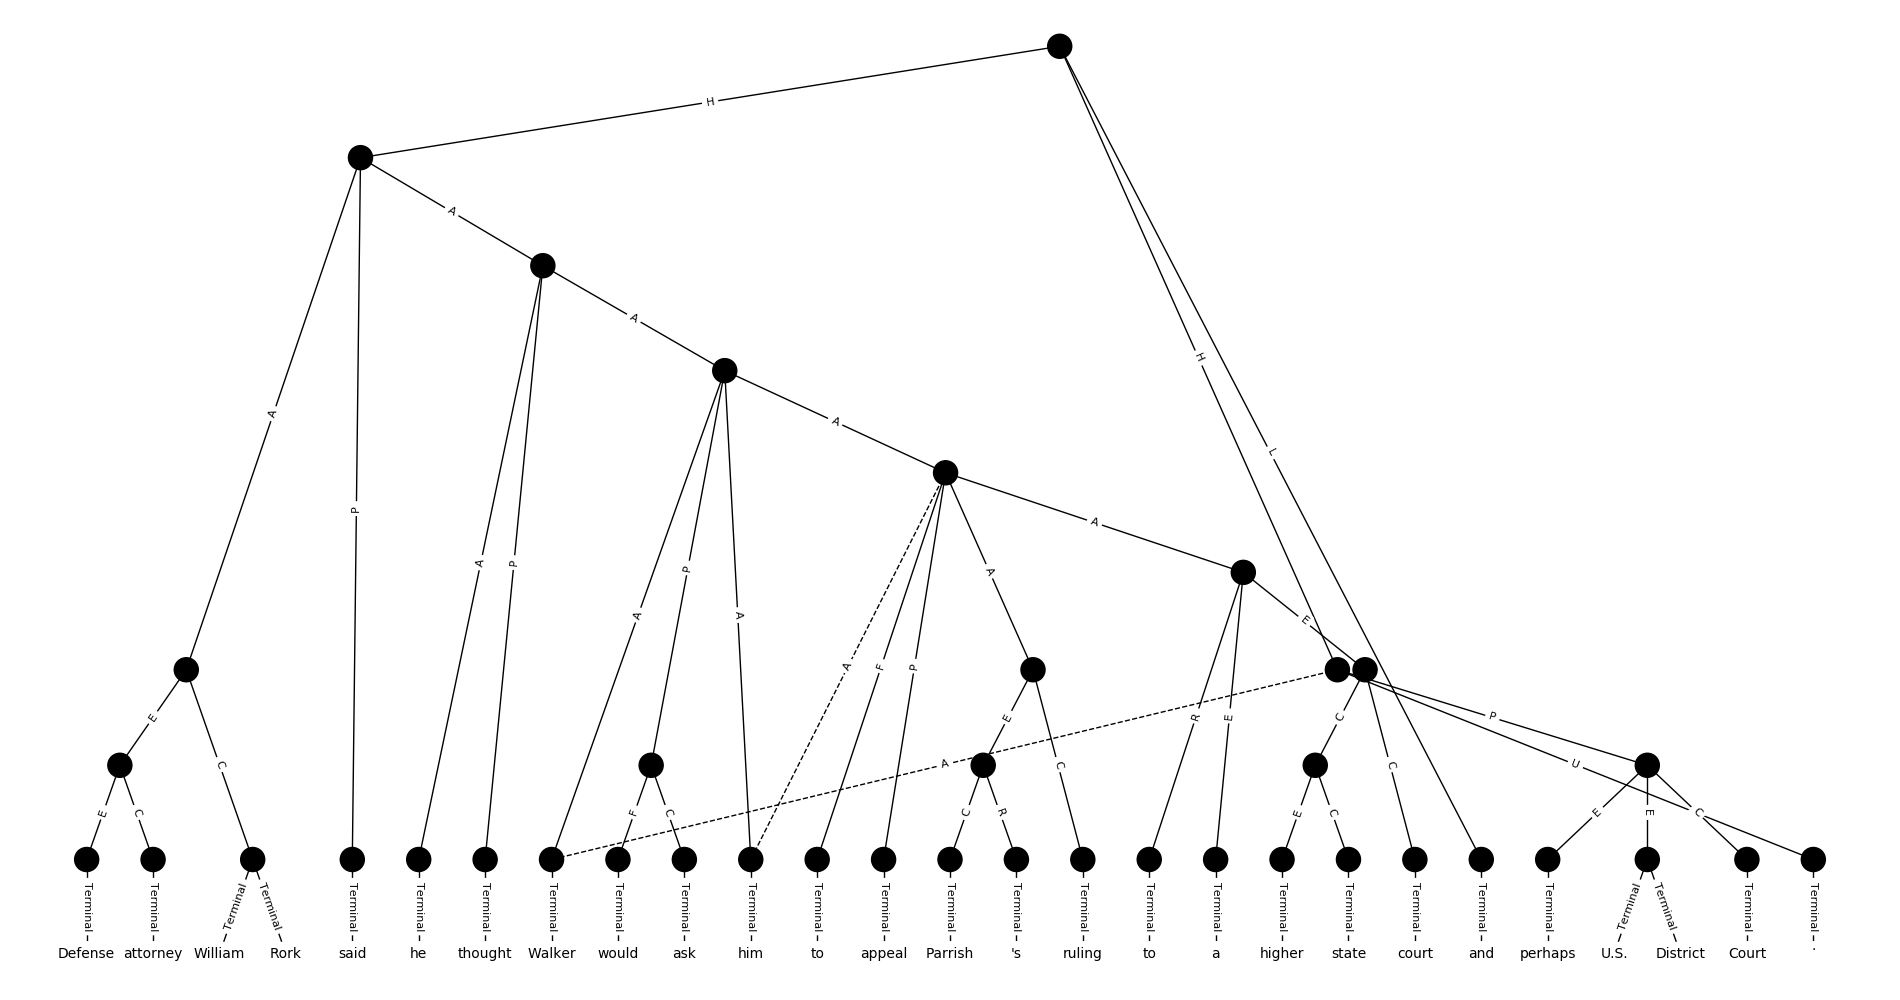 H
A
H
A
A
A
L
P
A
A
P
A
P
A
A
F
P
A
E
R
E
E
C
E
C
P
A
U
E
C
F
C
C
R
E
C
E
E
C
Terminal Terminal Terminal Terminal Terminal Terminal Terminal Terminal Terminal Terminal Terminal Terminal Terminal Terminal Terminal Terminal Terminal Terminal Terminal Terminal Terminal Terminal Terminal Terminal Terminal Terminal Terminal
Defense attorney William Rork said he thought Walker would ask him to appeal Parrish 's ruling to a higher state court and perhaps U.S. District Court .